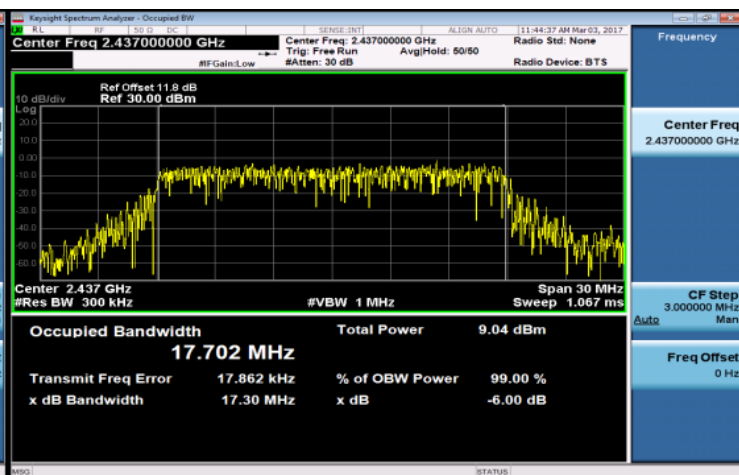 Keysight Spectrum Analyzer - Occupied BW
RL RF 50 Ω DC SENSE:INT ALIGN AUTO 11:44:37 AM Mar 03, 2017
Center Freq 2.437000000 GHz
Center Freq: 2.437000000 GHz
Radio Std: None
Trig: Free Run Avg|Hold: 50/50
#IFGain:Low
#Atten: 30 dB
Radio Device: BTS
Frequency
Ref Offset 11.8 dB
10 dB/div Ref 30.00 dBm
Log
20.0
10.0
0.00
-10.0
-20.0
-30.0
-40.0
-50.0
-60.0
Center Freq
2.437000000 GHz
Center 2.437 GHz Span 30 MHz
#Res BW 300 kHz #VBW 1 MHz Sweep 1.067 ms
CF Step
3.000000 MHz
Auto Man
Occupied Bandwidth Total Power 9.04 dBm
17.702 MHz
Transmit Freq Error 17.862 kHz % of OBW Power 99.00 %
x dB Bandwidth 17.30 MHz x dB -6.00 dB
Freq Offset
0 Hz
MSG STATUS